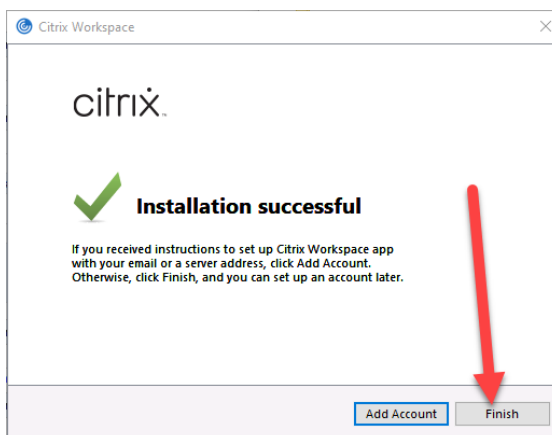 Citrix Workspace
citrix™
Installation successful
If you received instructions to set up Citrix Workspace app
with your email or a server address, click Add Account.
Otherwise, click Finish, and you can set up an account later.
Add Account Finish